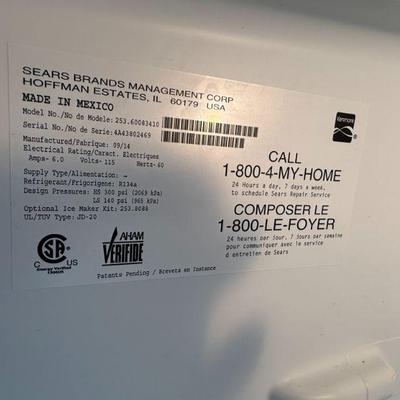 SEARS BRANDS MANAGEMENT CORP
HOFFMAN ESTATES, IL 60179 USA
MADE IN MEXICO
Model No./No de Modele: 253.60083410
Serial No./No de Serie: 4A43802469
Manufactured/Fabrique: 09/14
Electrical Rating/Caract. Electriques
Amps- 6.0 Volts- 115 Hertz- 60
Supply Type/Alimentation: ~
Refrigerant/Frigorigene: R134a
Design Pressures: HS 300 psi (2069 kPa)
LS 140 psi (965 kPa)
Optional Ice Maker Kit: 253.8088
UL/TUV Type: JD-20
Kenmore
CALL
1-800-4-MY-HOME
24 Hours a day, 7 days a week,
to schedule Sears Repair Service
COMPOSER LE
1-800-LE-FOYER
24 heures par jour, 7 jours par semaine
pour communiquer avec le service
d entretien de Sears
C US
Energy Verified
AHAM
VERIFIDE
Patents Pending / Breveta en Instance